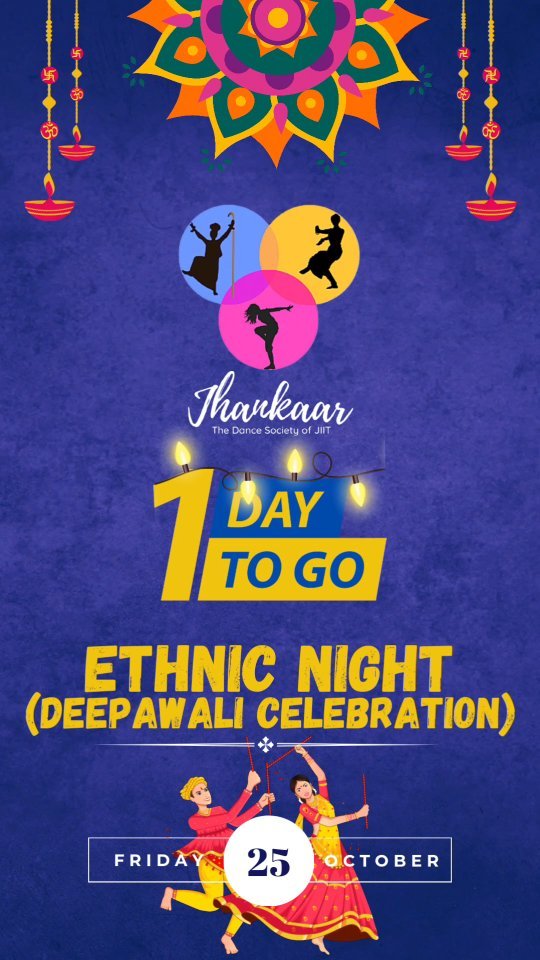 Jhankaar
The Dance Society of JIIT
1 DAY
TO GO
ETHNIC NIGHT
(DEEPAWALI CELEBRATION)
FRIDAY 25 OCTOBER